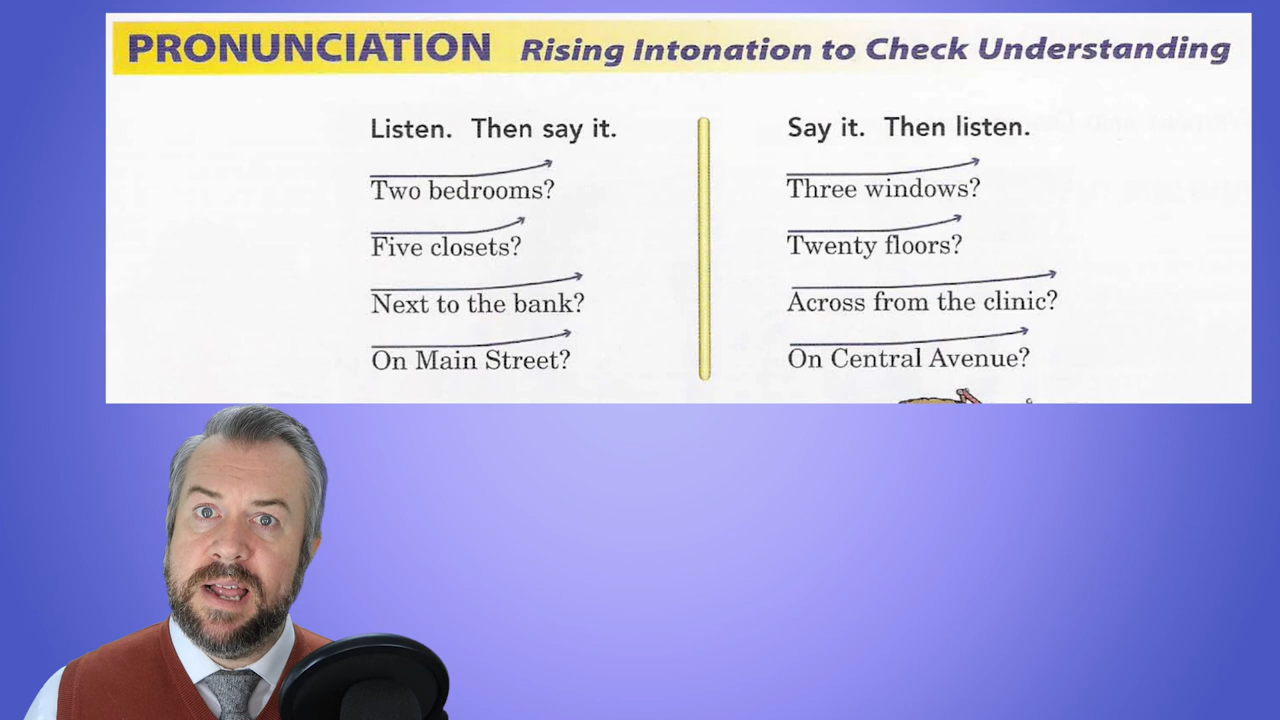 PRONUNCIATION Rising Intonation to Check Understanding
Listen. Then say it.
Two bedrooms?
Five closets?
Next to the bank?
On Main Street?
Say it. Then listen.
Three windows?
Twenty floors?
Across from the clinic?
On Central Avenue?